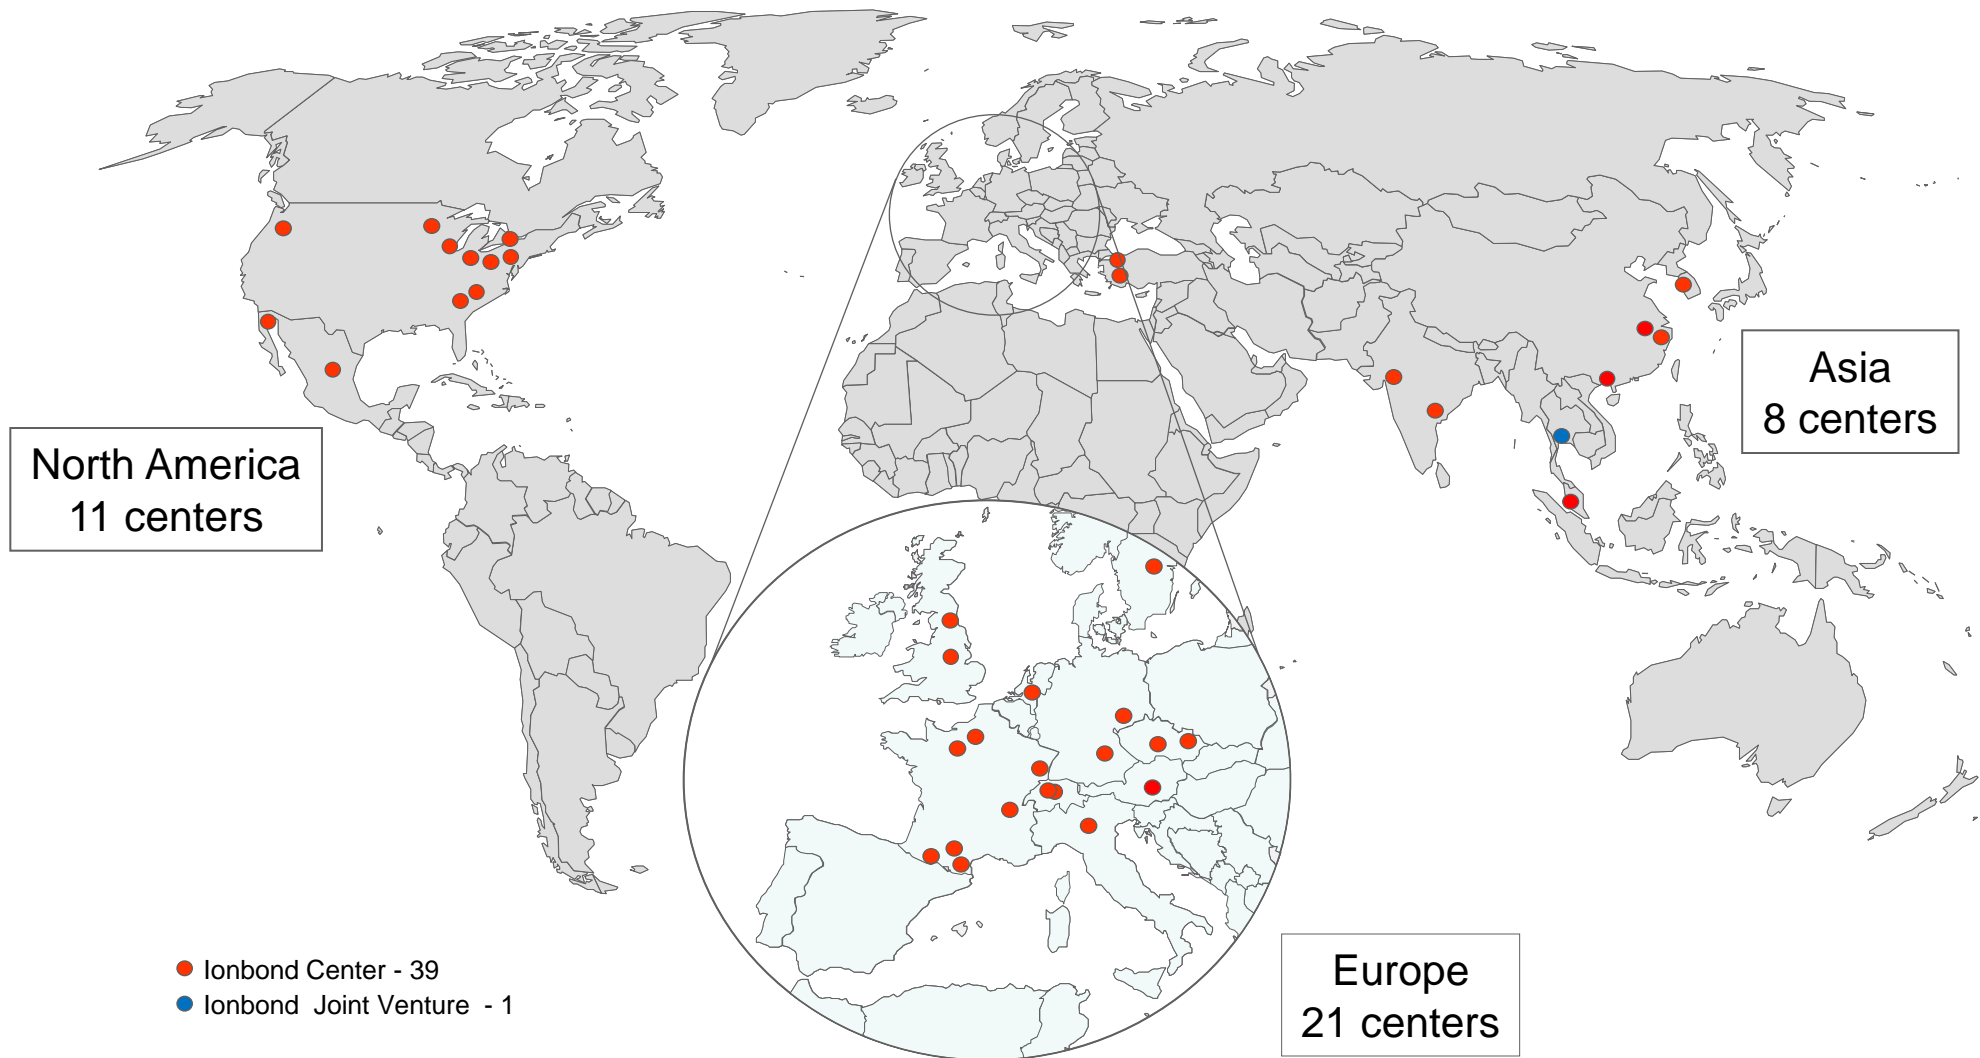 Asia
8 centers
North America
11 centers
Ionbond Center - 39
Ionbond  Joint Venture  - 1
Europe
21 centers